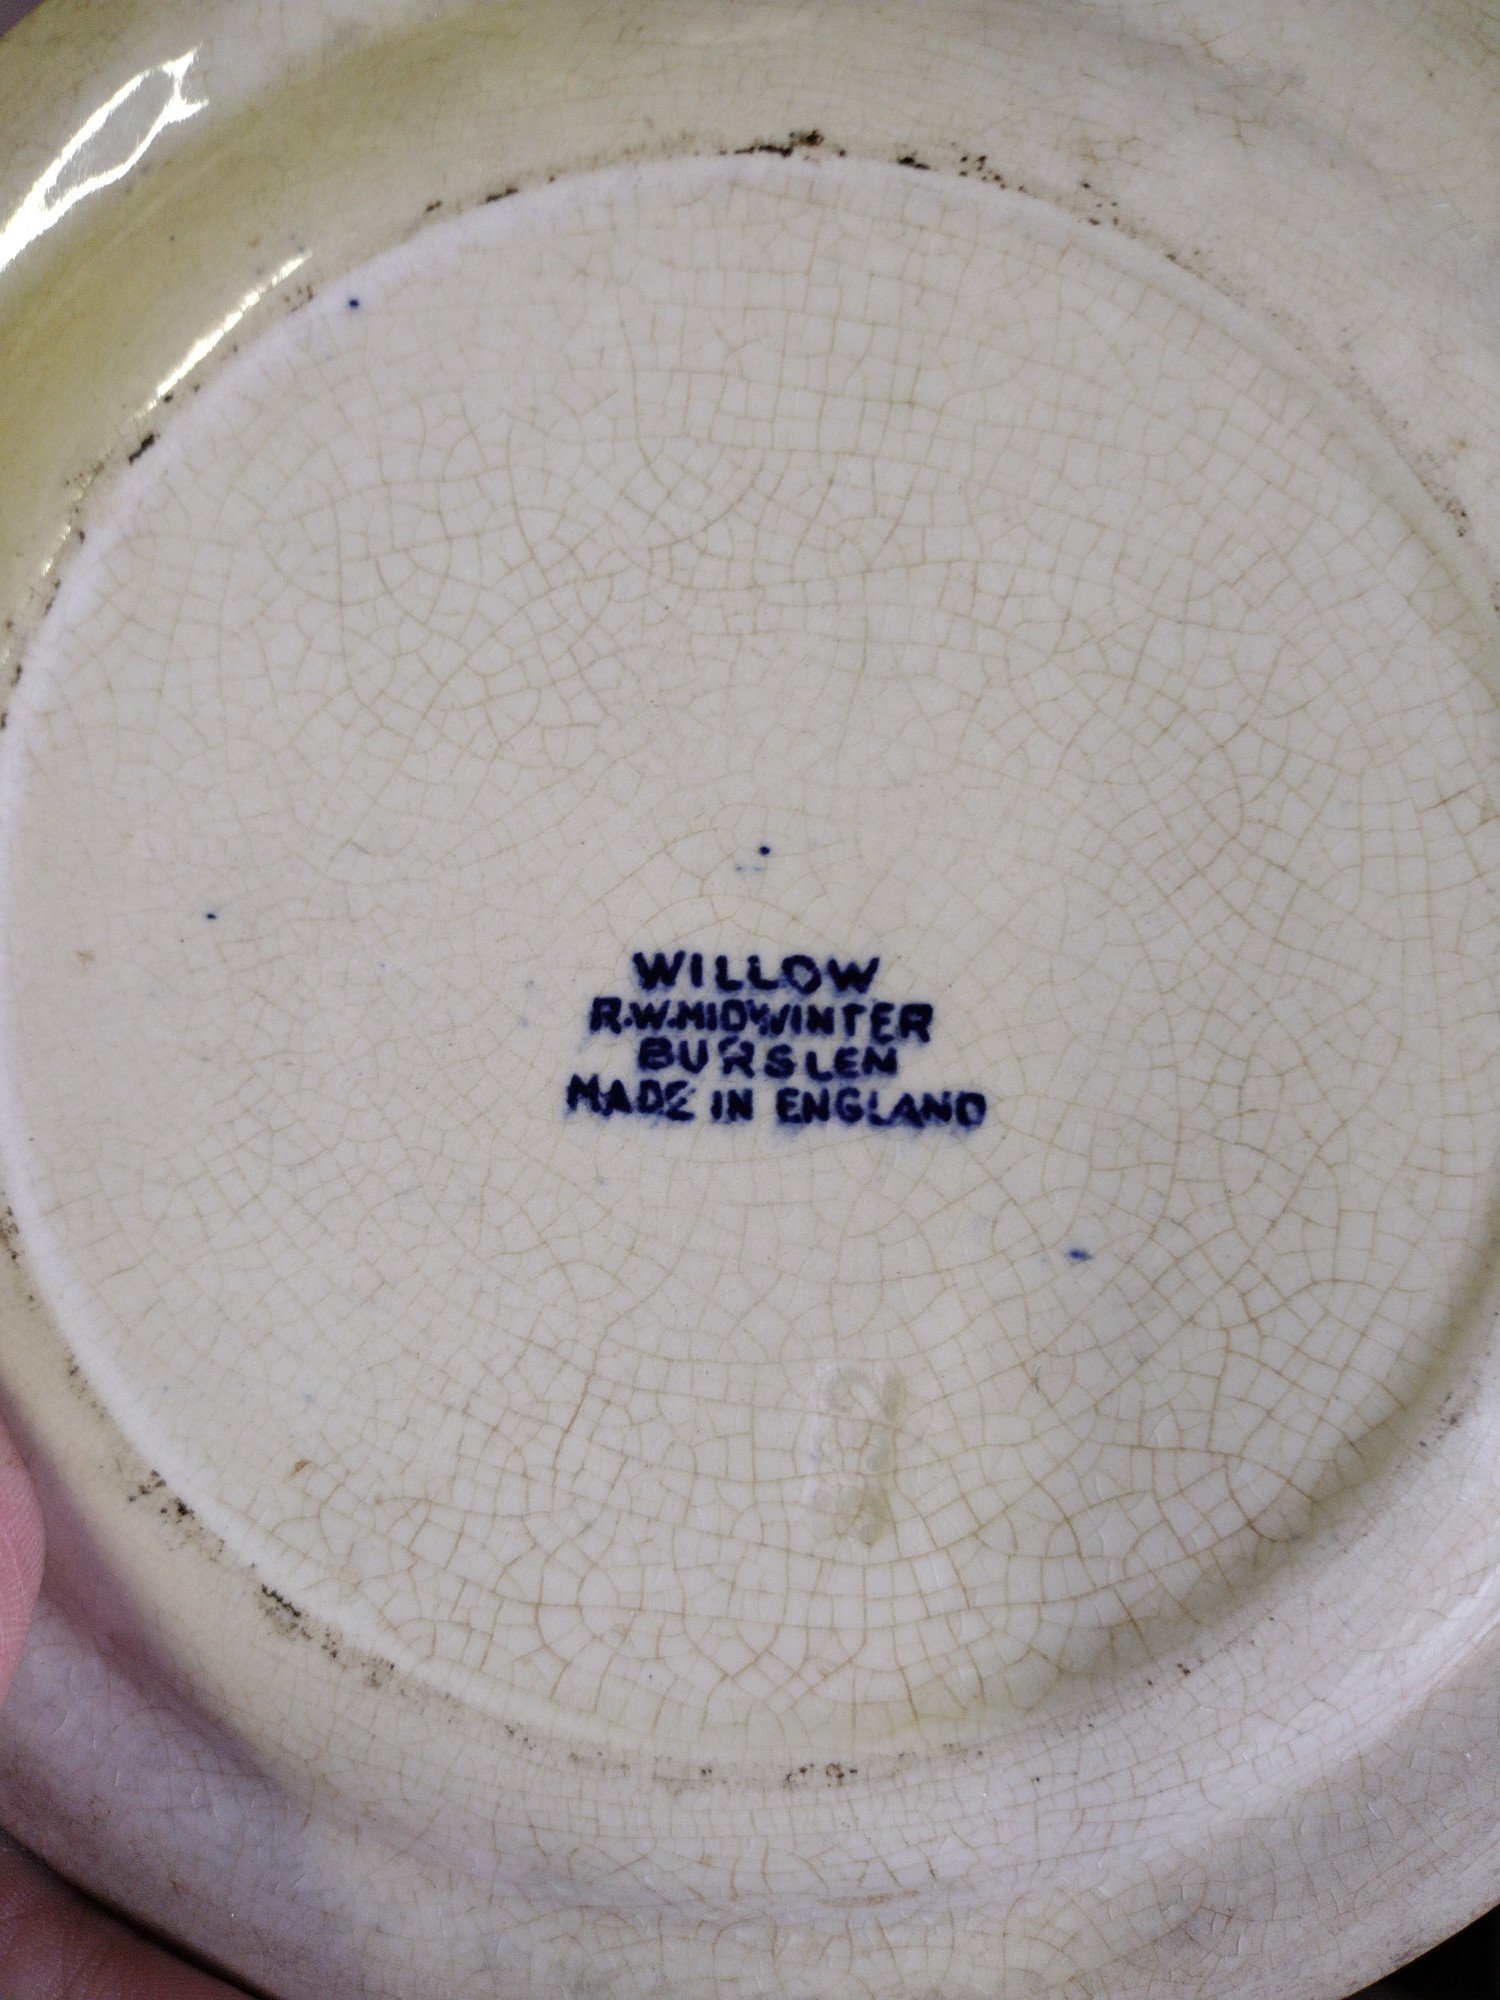 WILLOW
R.W.MIDWINTER
BURSLEM
MADE IN ENGLAND